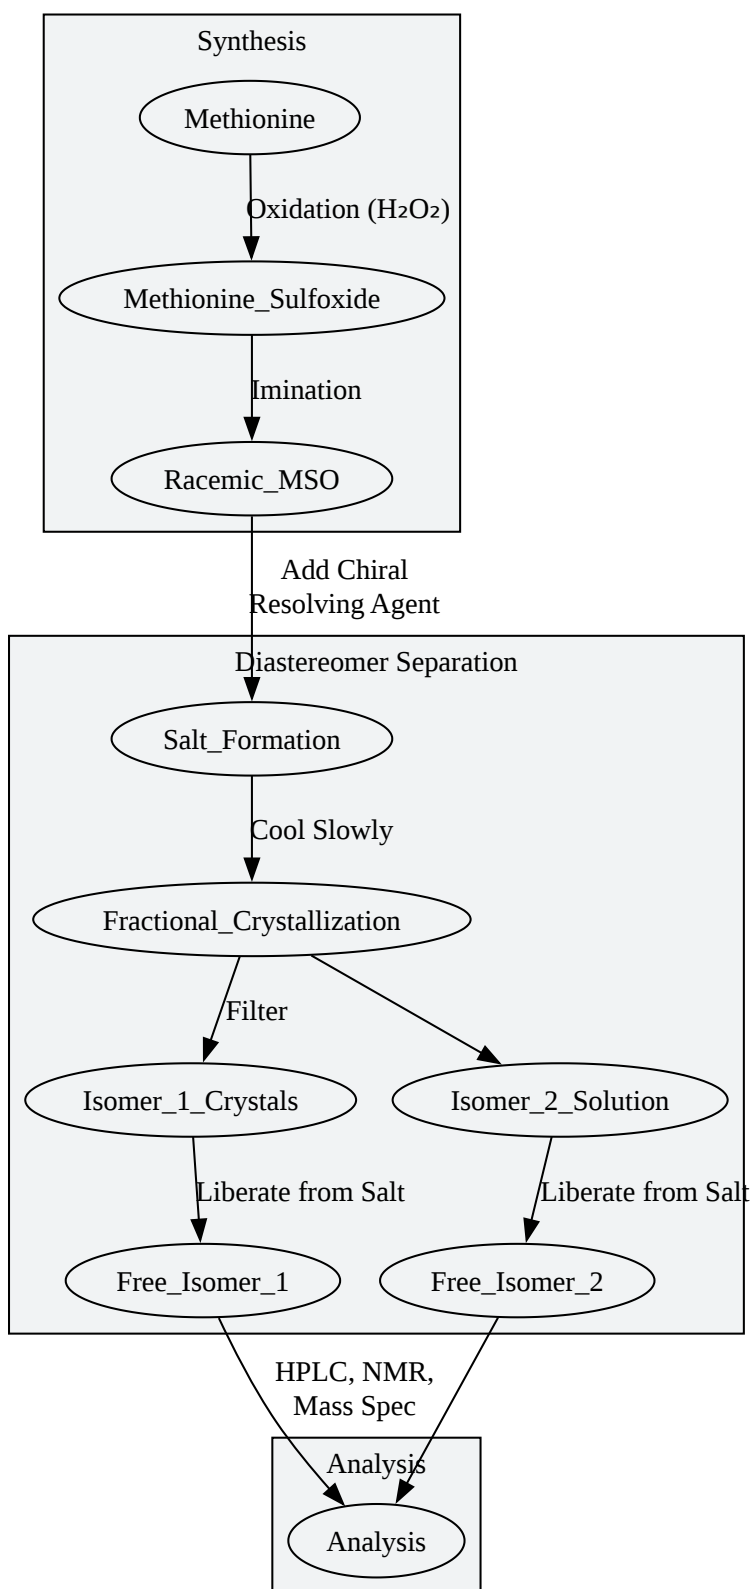 Synthesis
Methionine
Oxidation (H₂O₂)
Methionine_Sulfoxide
Imination
Racemic_MSO
Add Chiral
Resolving Agent
Diastereomer Separation
Salt_Formation
Cool Slowly
Fractional_Crystallization
Filter
Isomer_1_Crystals
Isomer_2_Solution
Liberate from Salt
Liberate from Salt
Free_Isomer_1
Free_Isomer_2
HPLC, NMR,
Mass Spec
Analysis
Analysis